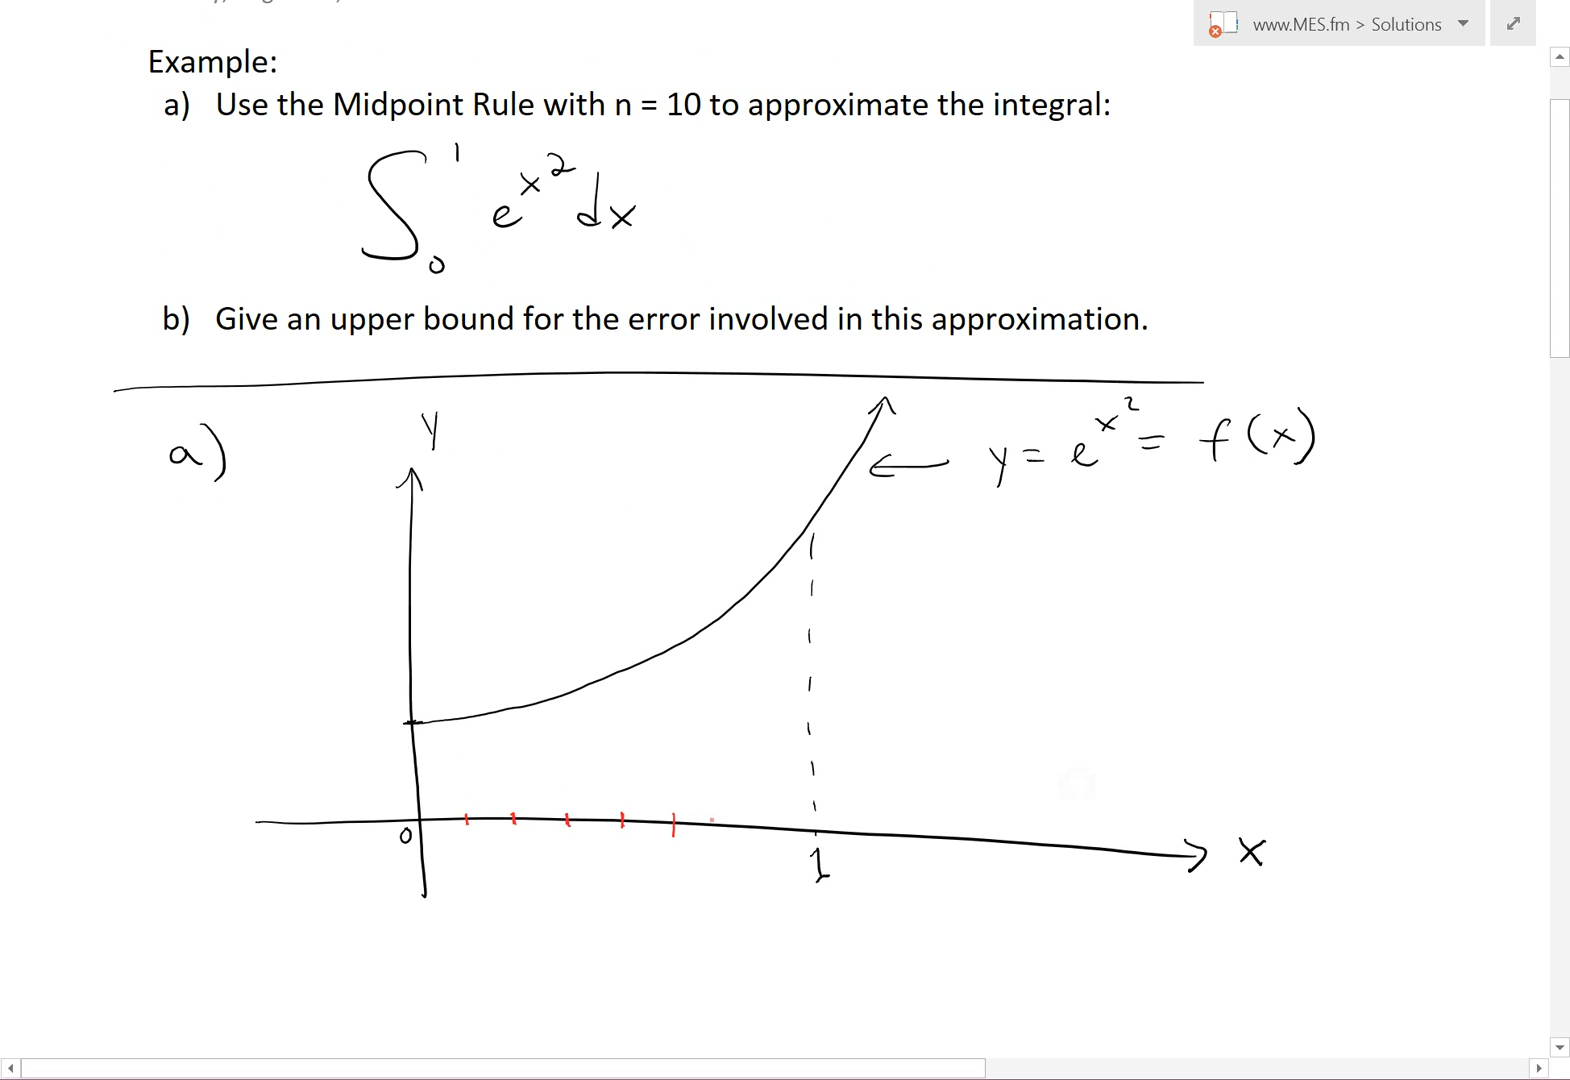 www.MES.fm > Solutions
Example:
a) Use the Midpoint Rule with n = 10 to approximate the integral:
∫₀¹ e^x² dx
b) Give an upper bound for the error involved in this approximation.
a)
y
y = e^x² = f(x)
0
1
x